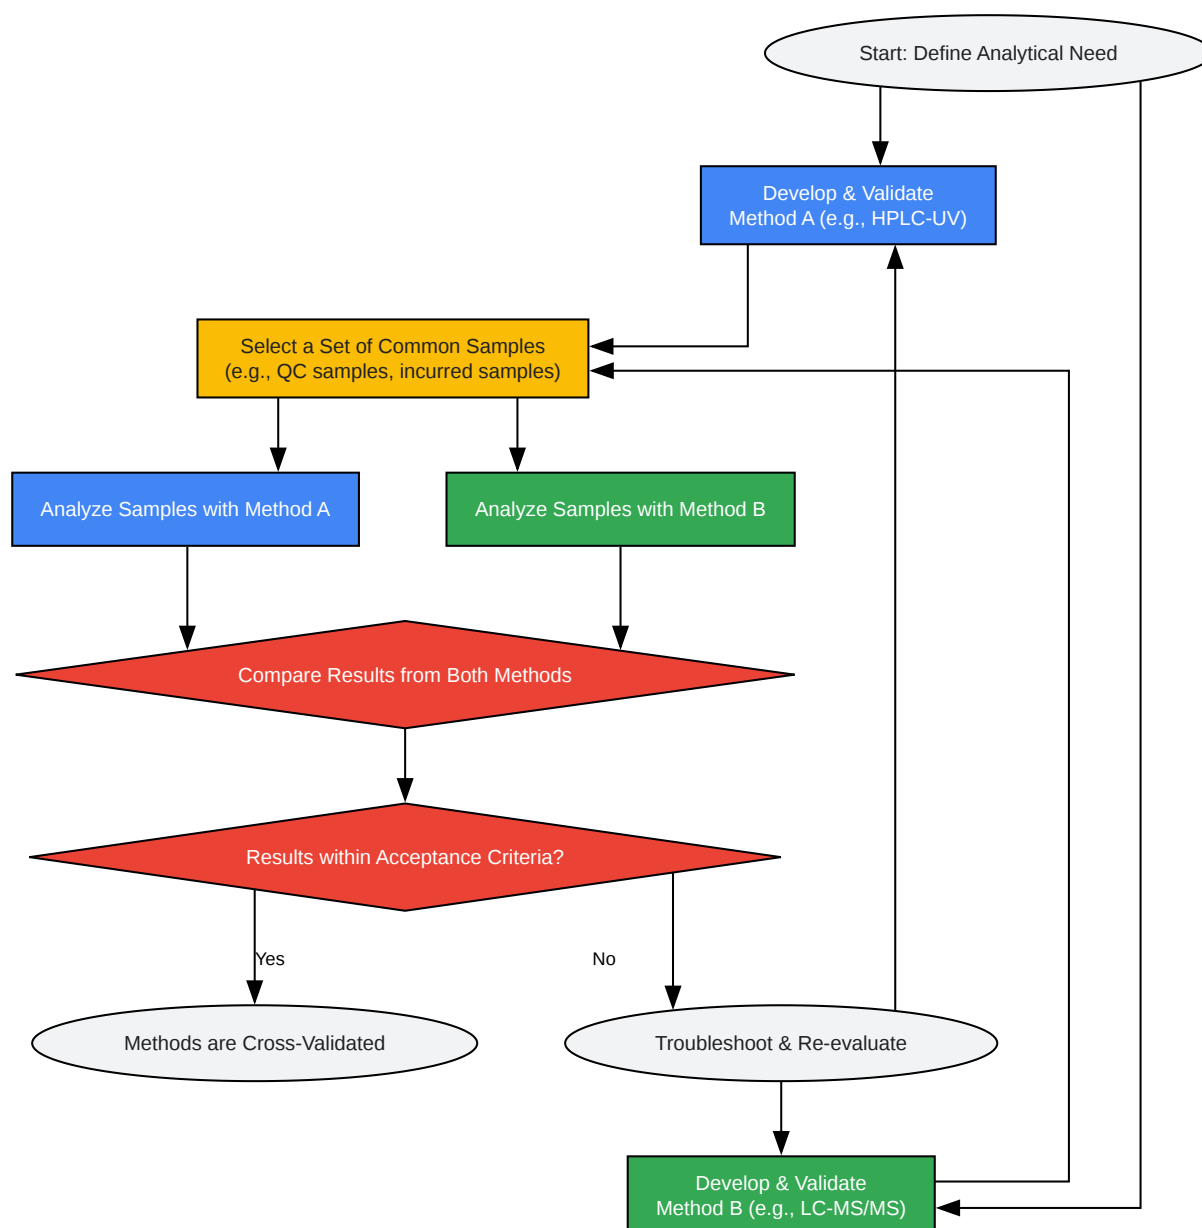 Start: Define Analytical Need
Develop & Validate
Method A (e.g., HPLC-UV)
Select a Set of Common Samples
(e.g., QC samples, incurred samples)
Analyze Samples with Method A
Analyze Samples with Method B
Compare Results from Both Methods
Results within Acceptance Criteria?
Yes
No
Methods are Cross-Validated
Troubleshoot & Re-evaluate
Develop & Validate
Method B (e.g., LC-MS/MS)